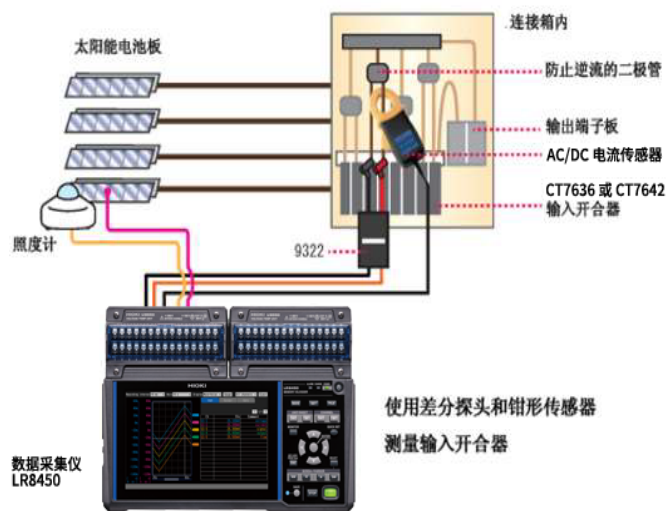 太阳能电池板
连接箱内
防止逆流的二极管
输出端子板
AC/DC 电流传感器
CT7636 或 CT7642
输入开合器
9322
照度计
HIOKI
使用差分探头和钳形传感器
测量输入开合器
数据采集仪
LR8450